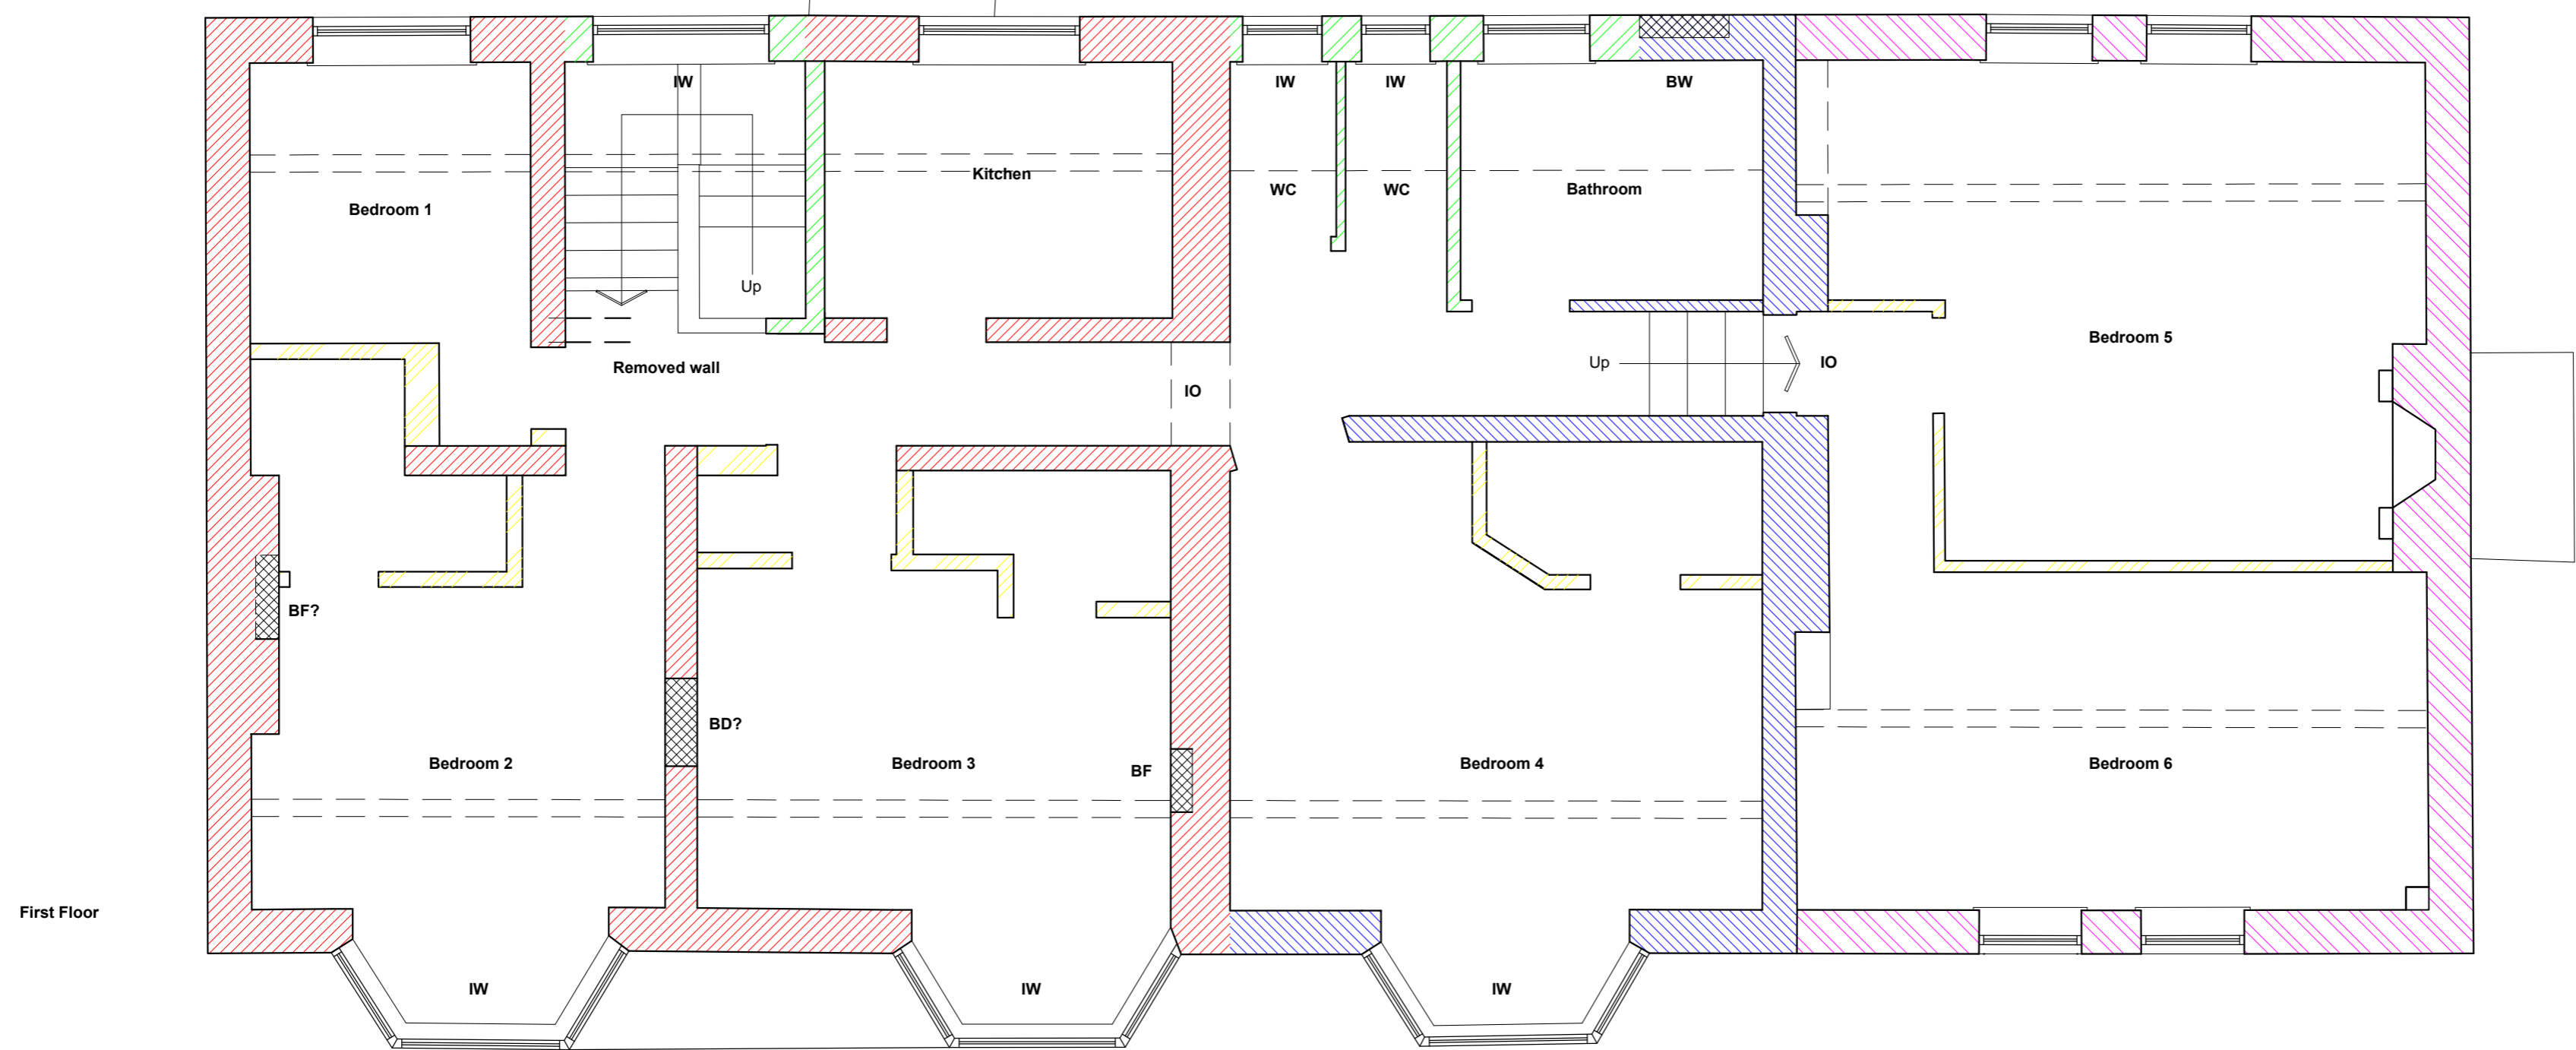 IW
IW
IW
BW
Kitchen
WC
WC
Bathroom
Bedroom 1
Up
Bedroom 5
Removed wall
Up
IO
IO
BF?
BD?
Bedroom 2
Bedroom 3
BF
Bedroom 4
Bedroom 6
First Floor
IW
IW
IW